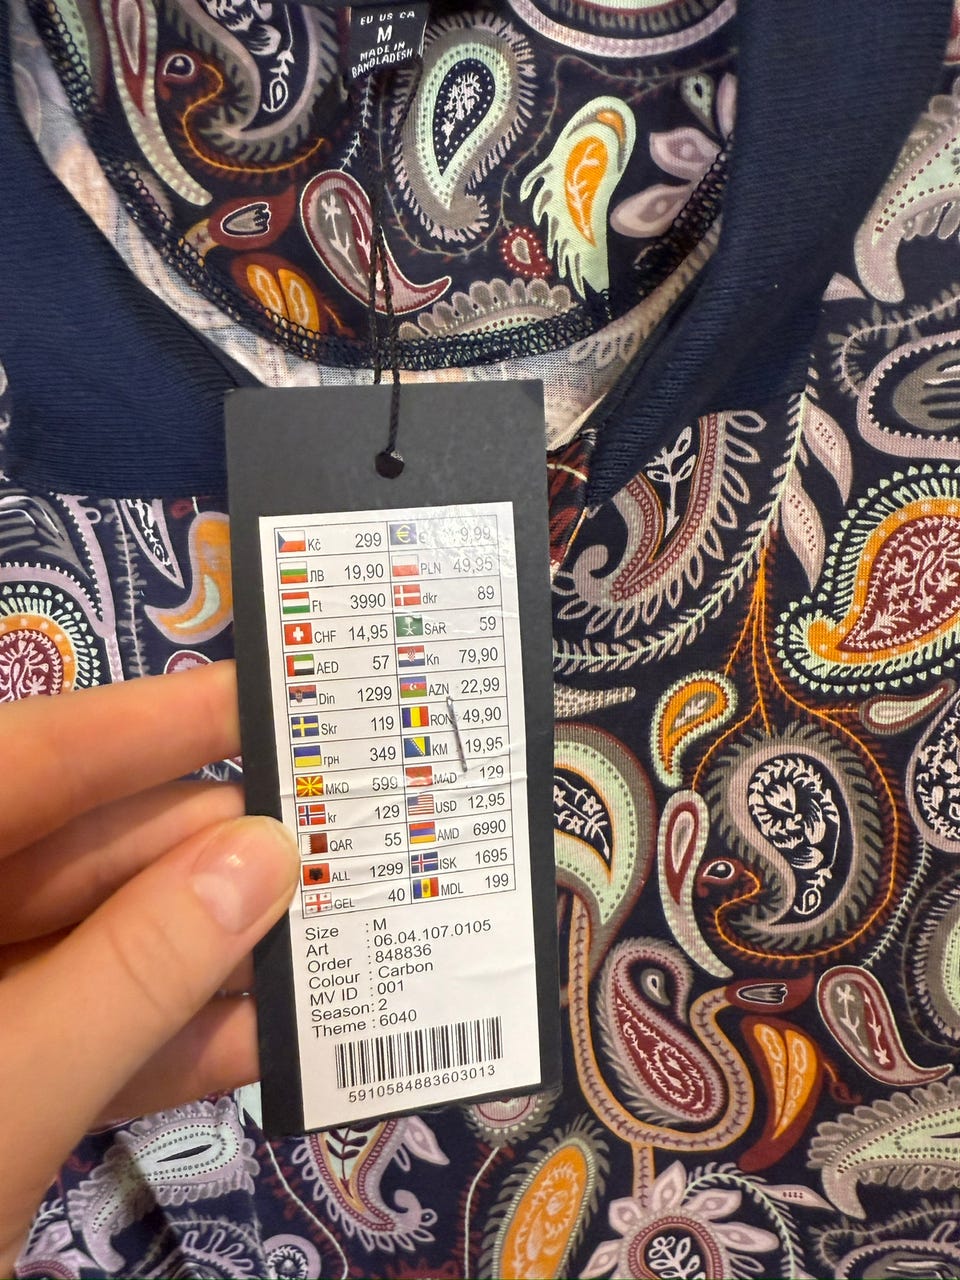 EU US CA
M
MADE IN
BANGLADESH
Kč 299 € 9,99
ЛВ 19,90 PLN 49,95
Ft 3990 dkr 89
CHF 14,95 SAR 59
AED 57 Kn 79,90
Din 1299 AZN 22,99
Skr 119 RON 49,90
грн 349 KM 19,95
MKD 599 MAD 129
kr 129 USD 12,95
QAR 55 AMD 6990
ALL 1299 ISK 1695
GEL 40 MDL 199
Size : M
Art : 06.04.107.0105
Order : 848836
Colour : Carbon
MV ID : 001
Season: 2
Theme : 6040
5910584883603013